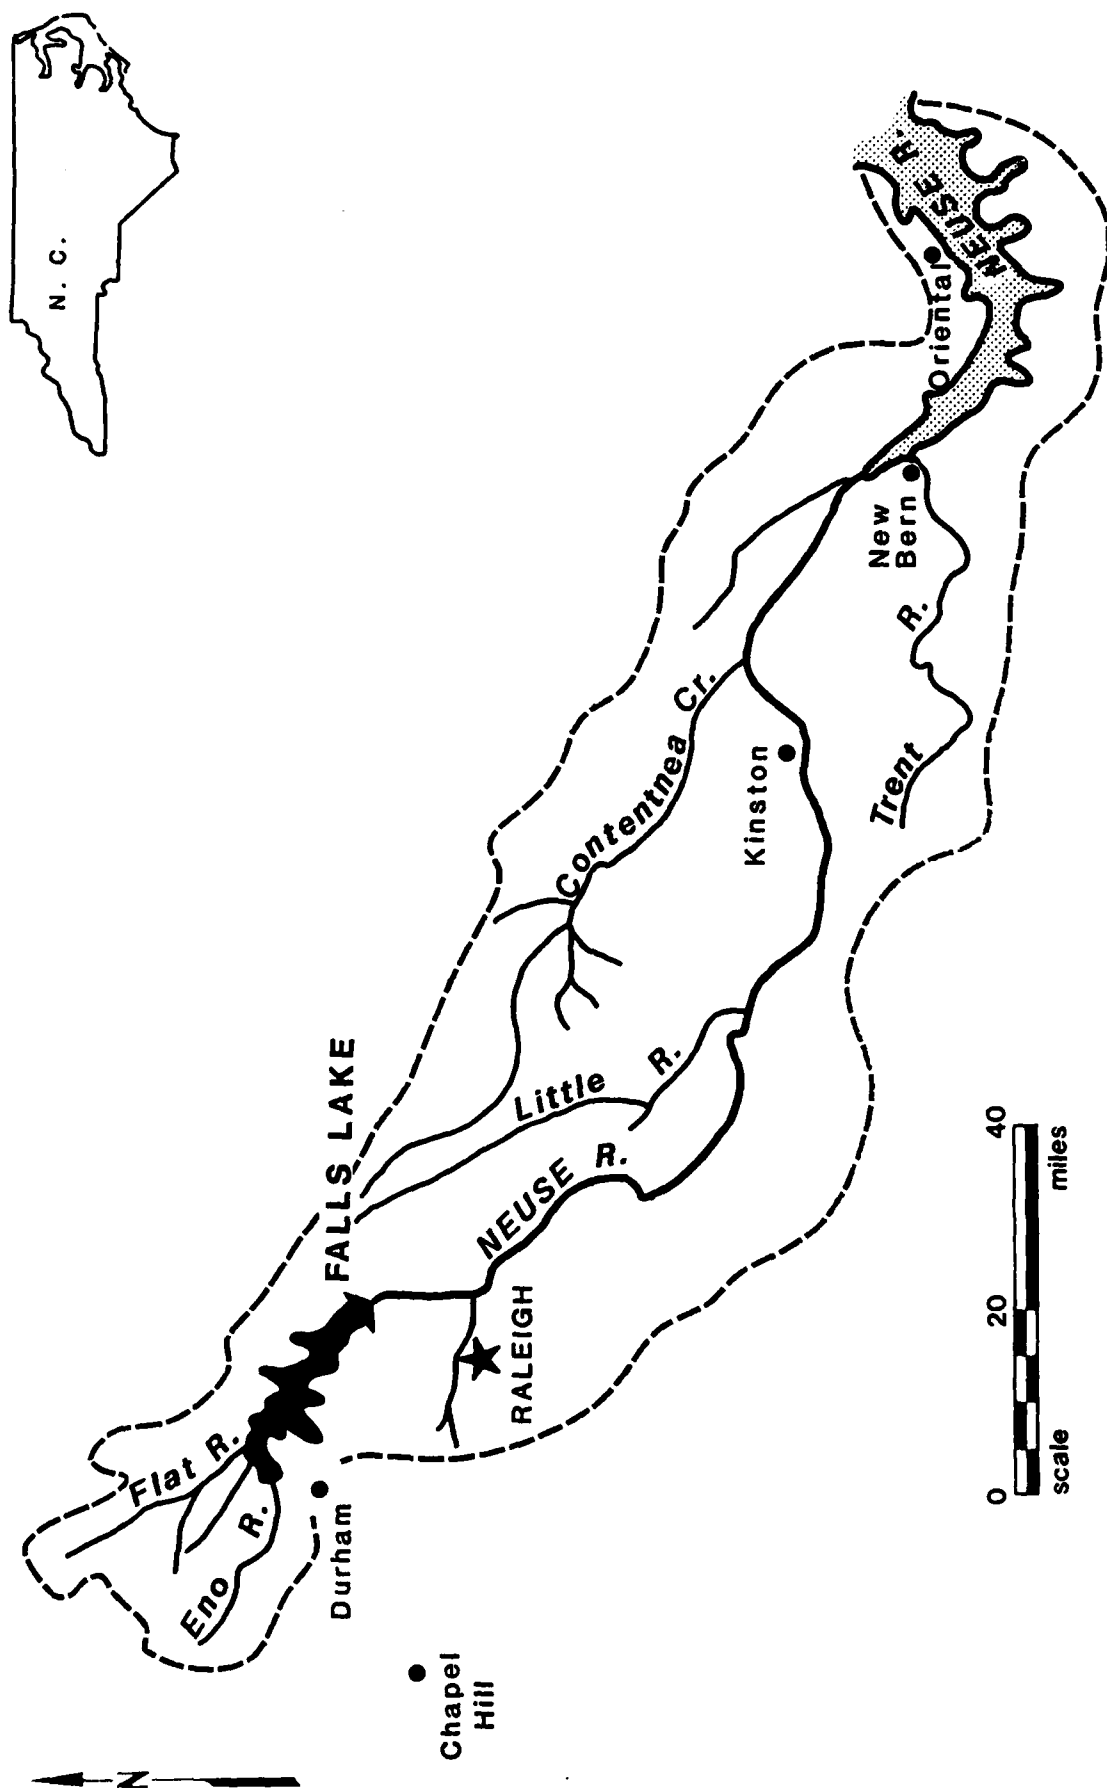 N. C.
N
Flat R.
Eno R.
Durham
Chapel
Hill
FALLS LAKE
RALEIGH
NEUSE R.
Little R.
Contentnea Cr.
Kinston
Trent R.
New
Bern
Oriental
NEUSE R.
0 20 40
scale miles